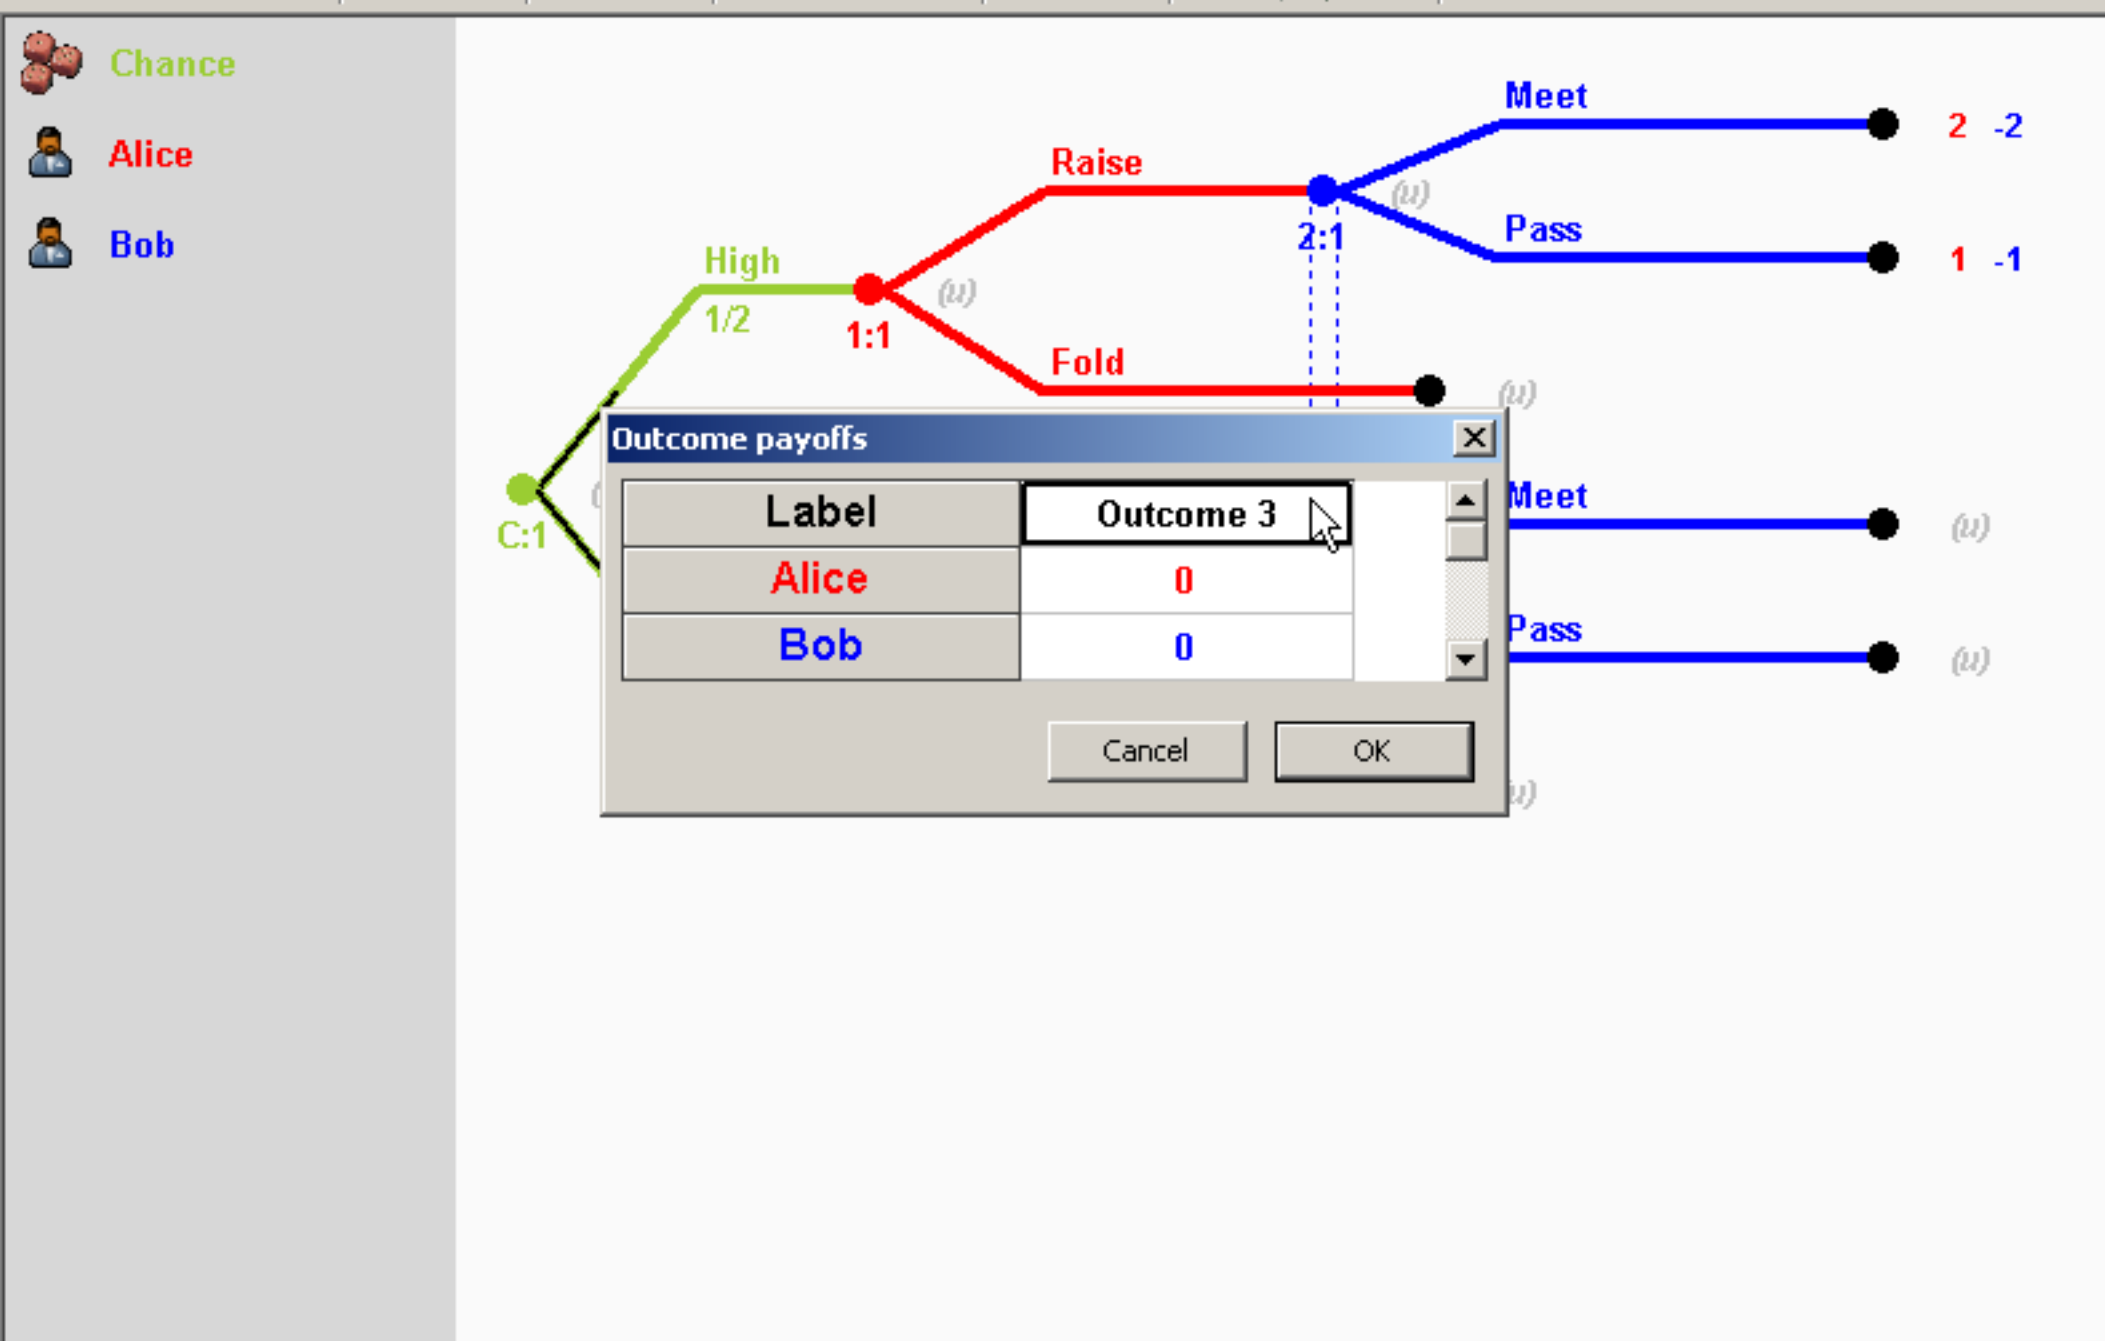 Chance
Alice
Bob
Meet
2 -2
Raise
(u)
2:1
Pass
1 -1
High
1/2
(u)
1:1
Fold
(u)
C:1
Outcome payoffs
Label Outcome 3
Alice 0
Bob 0
Cancel OK
Meet
(u)
Pass
(u)
u)